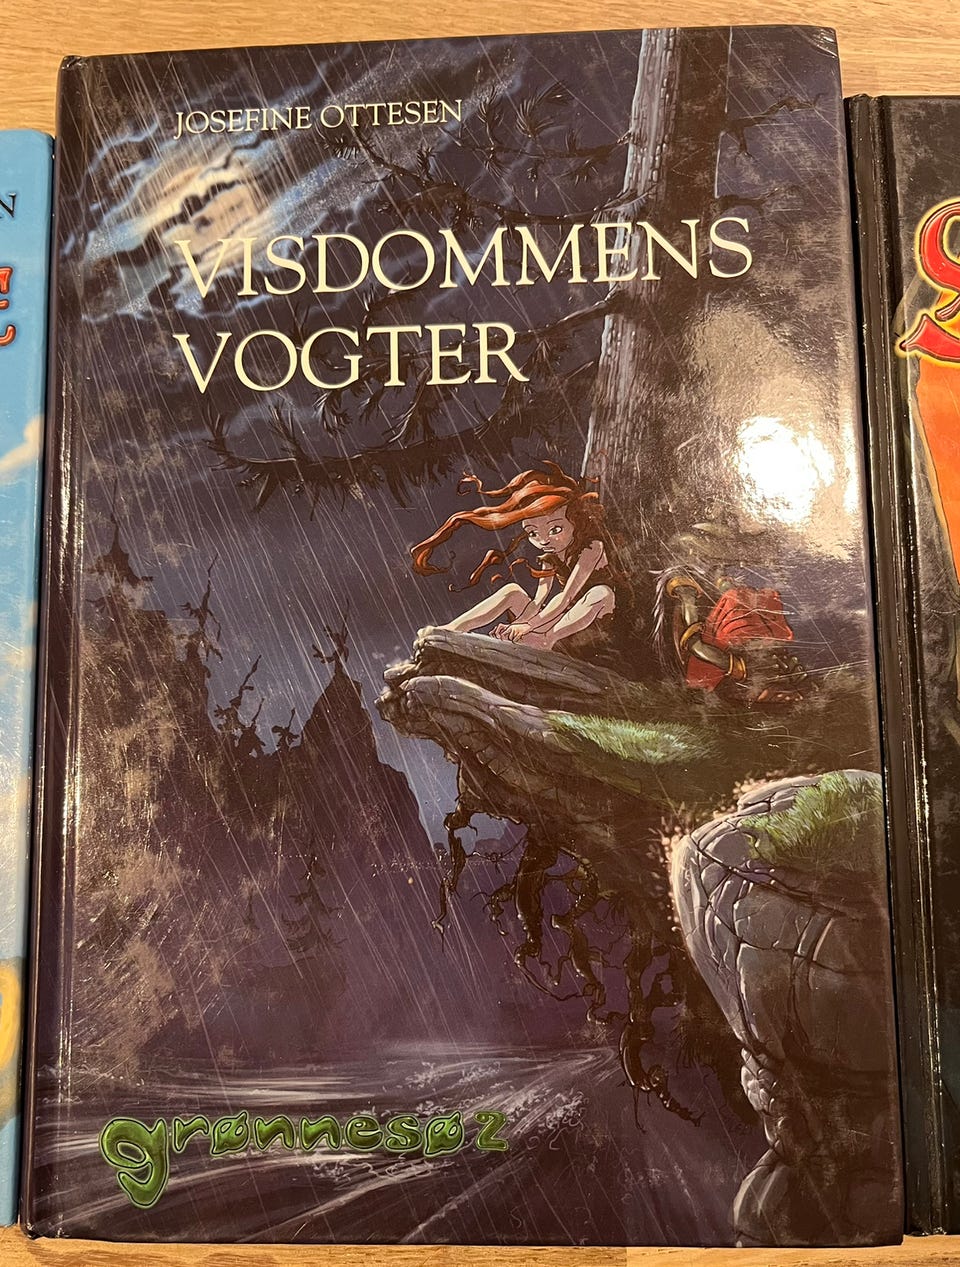 JOSEFINE OTTESEN
VISDOMMENS
VOGTER
grønnesø 2